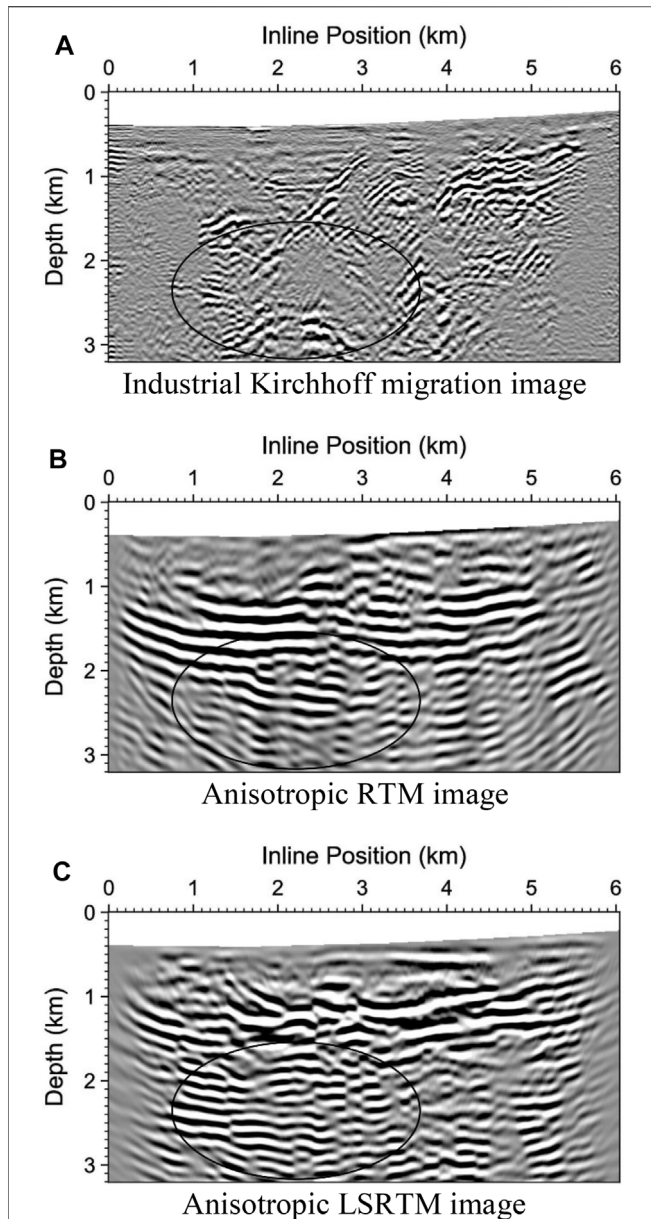 A
Inline Position (km)
0 1 2 3 4 5 6
Depth (km)
0
1
2
3
Industrial Kirchhoff migration image
B
Inline Position (km)
0 1 2 3 4 5 6
Depth (km)
0
1
2
3
Anisotropic RTM image
C
Inline Position (km)
0 1 2 3 4 5 6
Depth (km)
0
1
2
3
Anisotropic LSRTM image